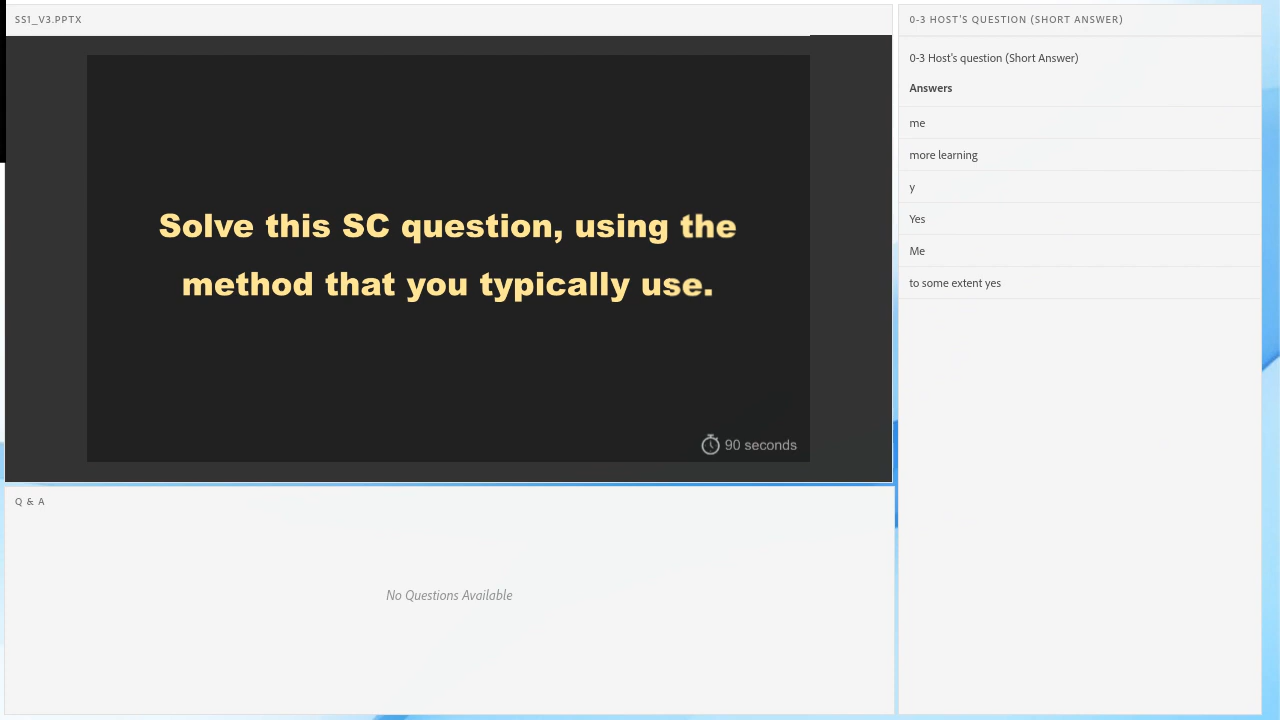 SS1_V3.PPTX
Solve this SC question, using the
method that you typically use.
90 seconds
Q & A
No Questions Available
0-3 HOST'S QUESTION (SHORT ANSWER)
0-3 Host's question (Short Answer)
Answers
me
more learning
y
Yes
Me
to some extent yes